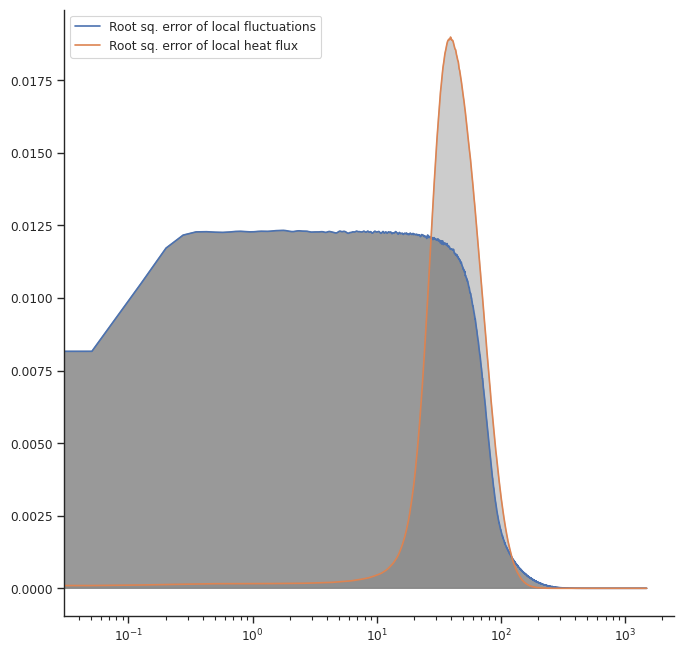 Root sq. error of local fluctuations
Root sq. error of local heat flux
0.0175
0.0150
0.0125
0.0100
0.0075
0.0050
0.0025
0.0000
10⁻¹ 10⁰ 10¹ 10² 10³